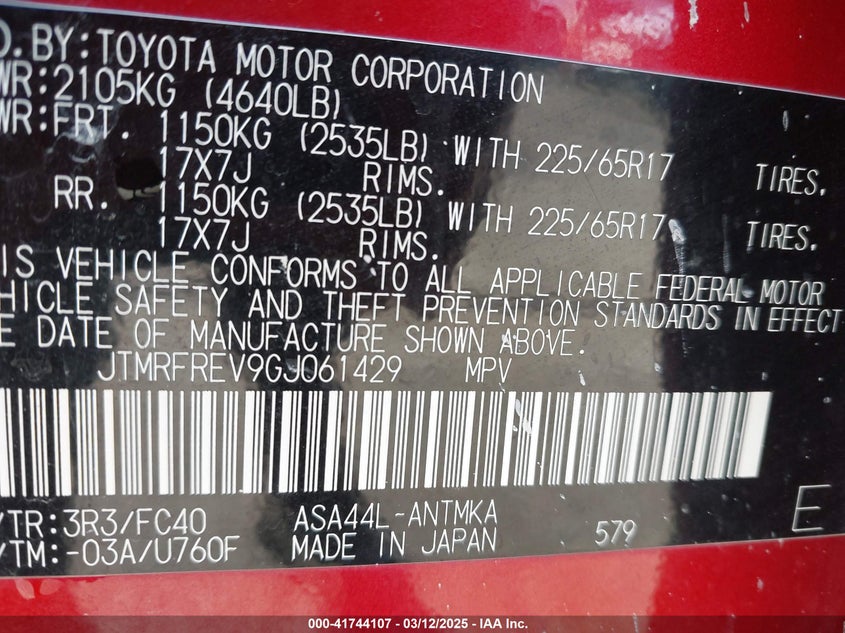 D. BY: TOYOTA MOTOR CORPORATION
WR: 2105KG (4640LB)
WR: FRT. 1150KG (2535LB) WITH 225/65R17 TIRES.
17X7J RIMS.
RR. 1150KG (2535LB) WITH 225/65R17 TIRES.
17X7J RIMS.
IS VEHICLE CONFORMS TO ALL APPLICABLE FEDERAL MOTOR
HICLE SAFETY AND THEFT PREVENTION STANDARDS IN EFFECT
E DATE OF MANUFACTURE SHOWN ABOVE.
JTMRFREV9GJ061429 MPV
/TR: 3R3/FC40 ASA44L-ANTMKA
/TM: -03A/U760F MADE IN JAPAN 579 E
000-41744107 - 03/12/2025 - IAA Inc.